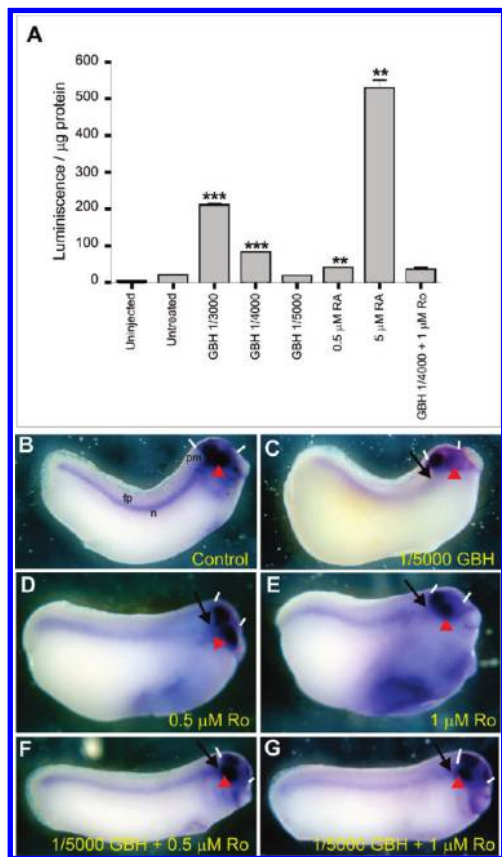 A
Luminiscence / µg protein
600
500
400
300
200
100
0
***
***
**
**
Uninjected
Untreated
GBH 1/3000
GBH 1/4000
GBH 1/5000
0.5 µM RA
5 µM RA
GBH 1/4000 + 1 µM Ro
B
pm
fp
n
Control
C
1/5000 GBH
D
0.5 µM Ro
E
1 µM Ro
F
1/5000 GBH + 0.5 µM Ro
G
1/5000 GBH + 1 µM Ro